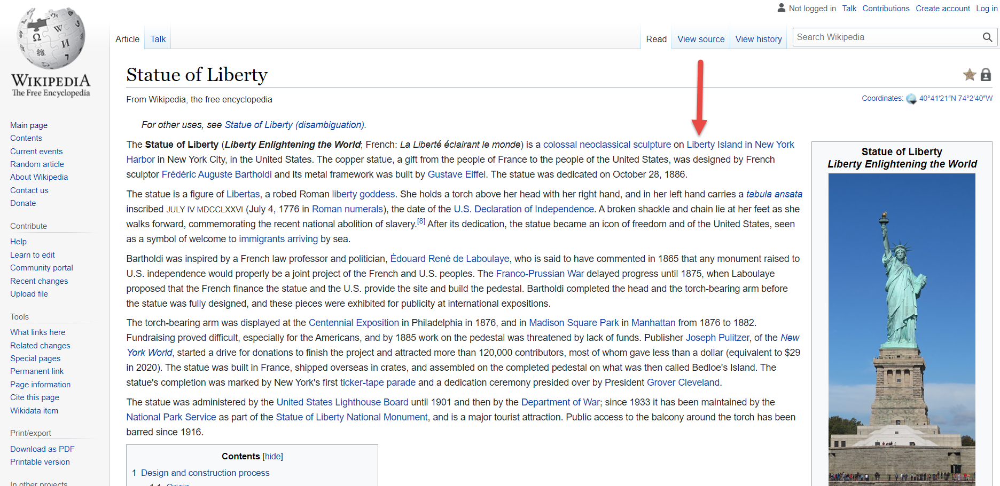 Not logged in Talk Contributions Create account Log in
Article Talk Read View source View history Search Wikipedia
WIKIPEDIA
The Free Encyclopedia
Main page
Contents
Current events
Random article
About Wikipedia
Contact us
Donate
Contribute
Help
Learn to edit
Community portal
Recent changes
Upload file
Tools
What links here
Related changes
Special pages
Permanent link
Page information
Cite this page
Wikidata item
Print/export
Download as PDF
Printable version
In other projects
Statue of Liberty
From Wikipedia, the free encyclopedia
Coordinates: 40°41′21″N 74°2′40″W
For other uses, see Statue of Liberty (disambiguation).
The Statue of Liberty (Liberty Enlightening the World; French: La Liberté éclairant le monde) is a colossal neoclassical sculpture on Liberty Island in New York
Harbor in New York City, in the United States. The copper statue, a gift from the people of France to the people of the United States, was designed by French
sculptor Frédéric Auguste Bartholdi and its metal framework was built by Gustave Eiffel. The statue was dedicated on October 28, 1886.
The statue is a figure of Libertas, a robed Roman liberty goddess. She holds a torch above her head with her right hand, and in her left hand carries a tabula ansata
inscribed JULY IV MDCCLXXVI (July 4, 1776 in Roman numerals), the date of the U.S. Declaration of Independence. A broken shackle and chain lie at her feet as she
walks forward, commemorating the recent national abolition of slavery.[8] After its dedication, the statue became an icon of freedom and of the United States, seen
as a symbol of welcome to immigrants arriving by sea.
Bartholdi was inspired by a French law professor and politician, Édouard René de Laboulaye, who is said to have commented in 1865 that any monument raised to
U.S. independence would properly be a joint project of the French and U.S. peoples. The Franco-Prussian War delayed progress until 1875, when Laboulaye
proposed that the French finance the statue and the U.S. provide the site and build the pedestal. Bartholdi completed the head and the torch-bearing arm before
the statue was fully designed, and these pieces were exhibited for publicity at international expositions.
The torch-bearing arm was displayed at the Centennial Exposition in Philadelphia in 1876, and in Madison Square Park in Manhattan from 1876 to 1882.
Fundraising proved difficult, especially for the Americans, and by 1885 work on the pedestal was threatened by lack of funds. Publisher Joseph Pulitzer, of the New
York World, started a drive for donations to finish the project and attracted more than 120,000 contributors, most of whom gave less than a dollar (equivalent to $29
in 2020). The statue was built in France, shipped overseas in crates, and assembled on the completed pedestal on what was then called Bedloe's Island. The
statue's completion was marked by New York's first ticker-tape parade and a dedication ceremony presided over by President Grover Cleveland.
The statue was administered by the United States Lighthouse Board until 1901 and then by the Department of War; since 1933 it has been maintained by the
National Park Service as part of the Statue of Liberty National Monument, and is a major tourist attraction. Public access to the balcony around the torch has been
barred since 1916.
Contents [hide]
1 Design and construction process
1.1 Origin
Statue of Liberty
Liberty Enlightening the World